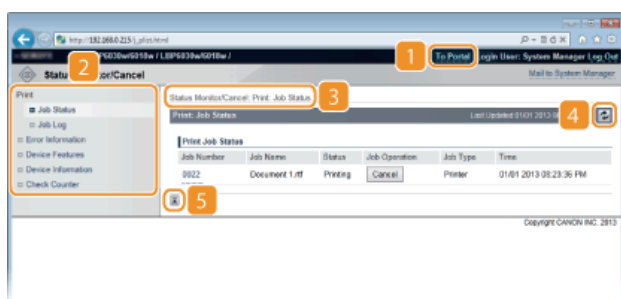 http://192.168.0.215/_plist.html
LBP6030w/6018w / LBP6030w/6018w /
To Portal Login User: System Manager Log Out
1
2
Status Monitor/Cancel
Mail to System Manager
Print
Job Status
Job Log
Error Information
Device Features
Device Information
Check Counter
Status Monitor/Cancel: Print: Job Status
3
Print: Job Status
Last Updated 01/01 2013
4
Print Job Status
Job Number Job Name Status Job Operation Job Type Time
0022 Document 1.rtf Printing Cancel Printer 01/01 2013 08:23:36 PM
5
Copyright CANON INC. 2013